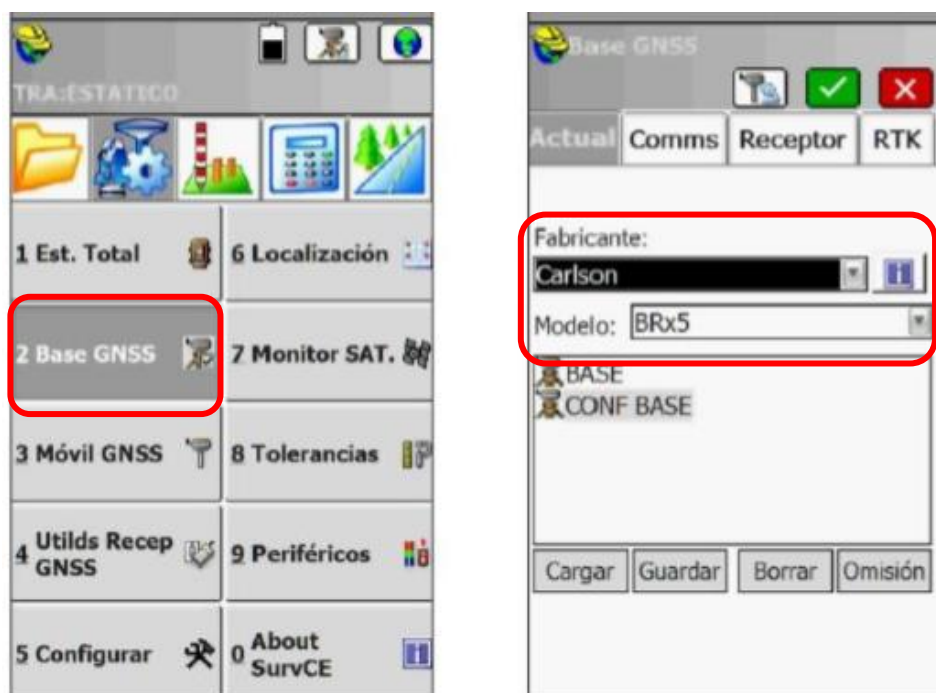 TRA:ESTATICO
1 Est. Total
6 Localización
2 Base GNSS
7 Monitor SAT.
3 Móvil GNSS
8 Tolerancias
4 Utilds Recep GNSS
9 Periféricos
5 Configurar
0 About SurvCE
Base GNSS
Actual Comms Receptor RTK
Fabricante:
Carlson
Modelo: BRx5
BASE
CONF BASE
Cargar Guardar Borrar Omisión